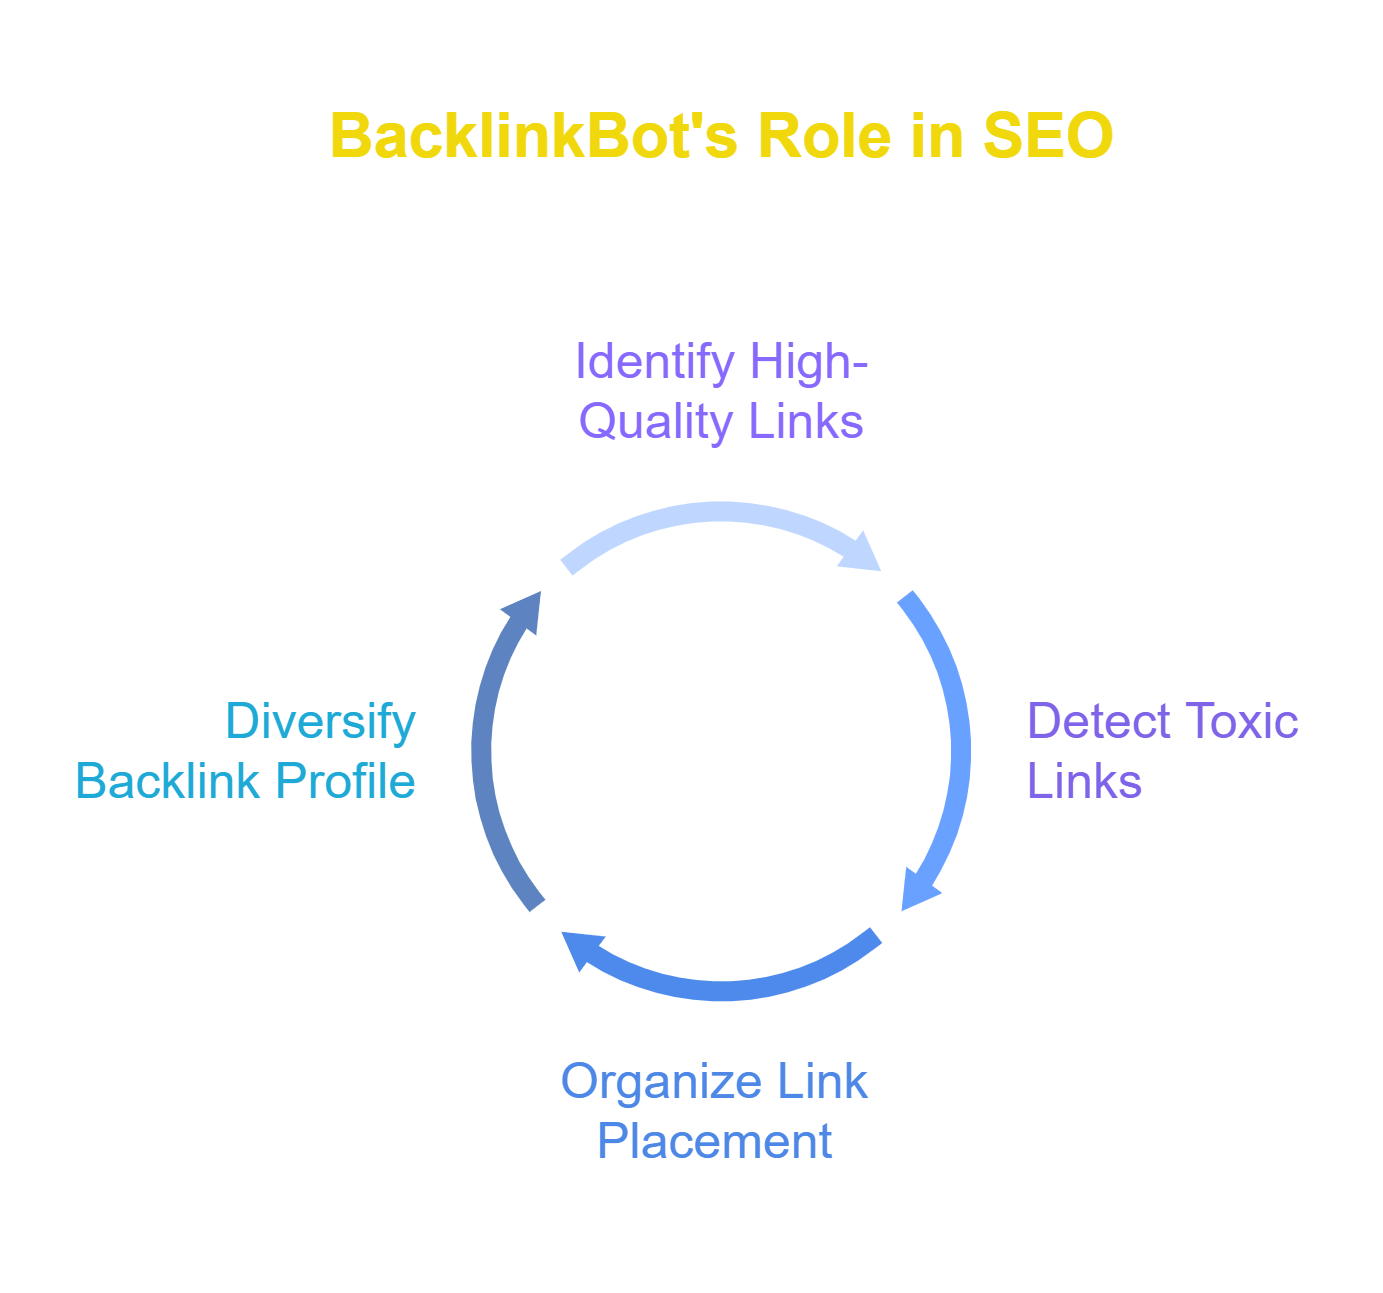 BacklinkBot's Role in SEO
Identify High-
Quality Links
Detect Toxic
Links
Organize Link
Placement
Diversify
Backlink Profile